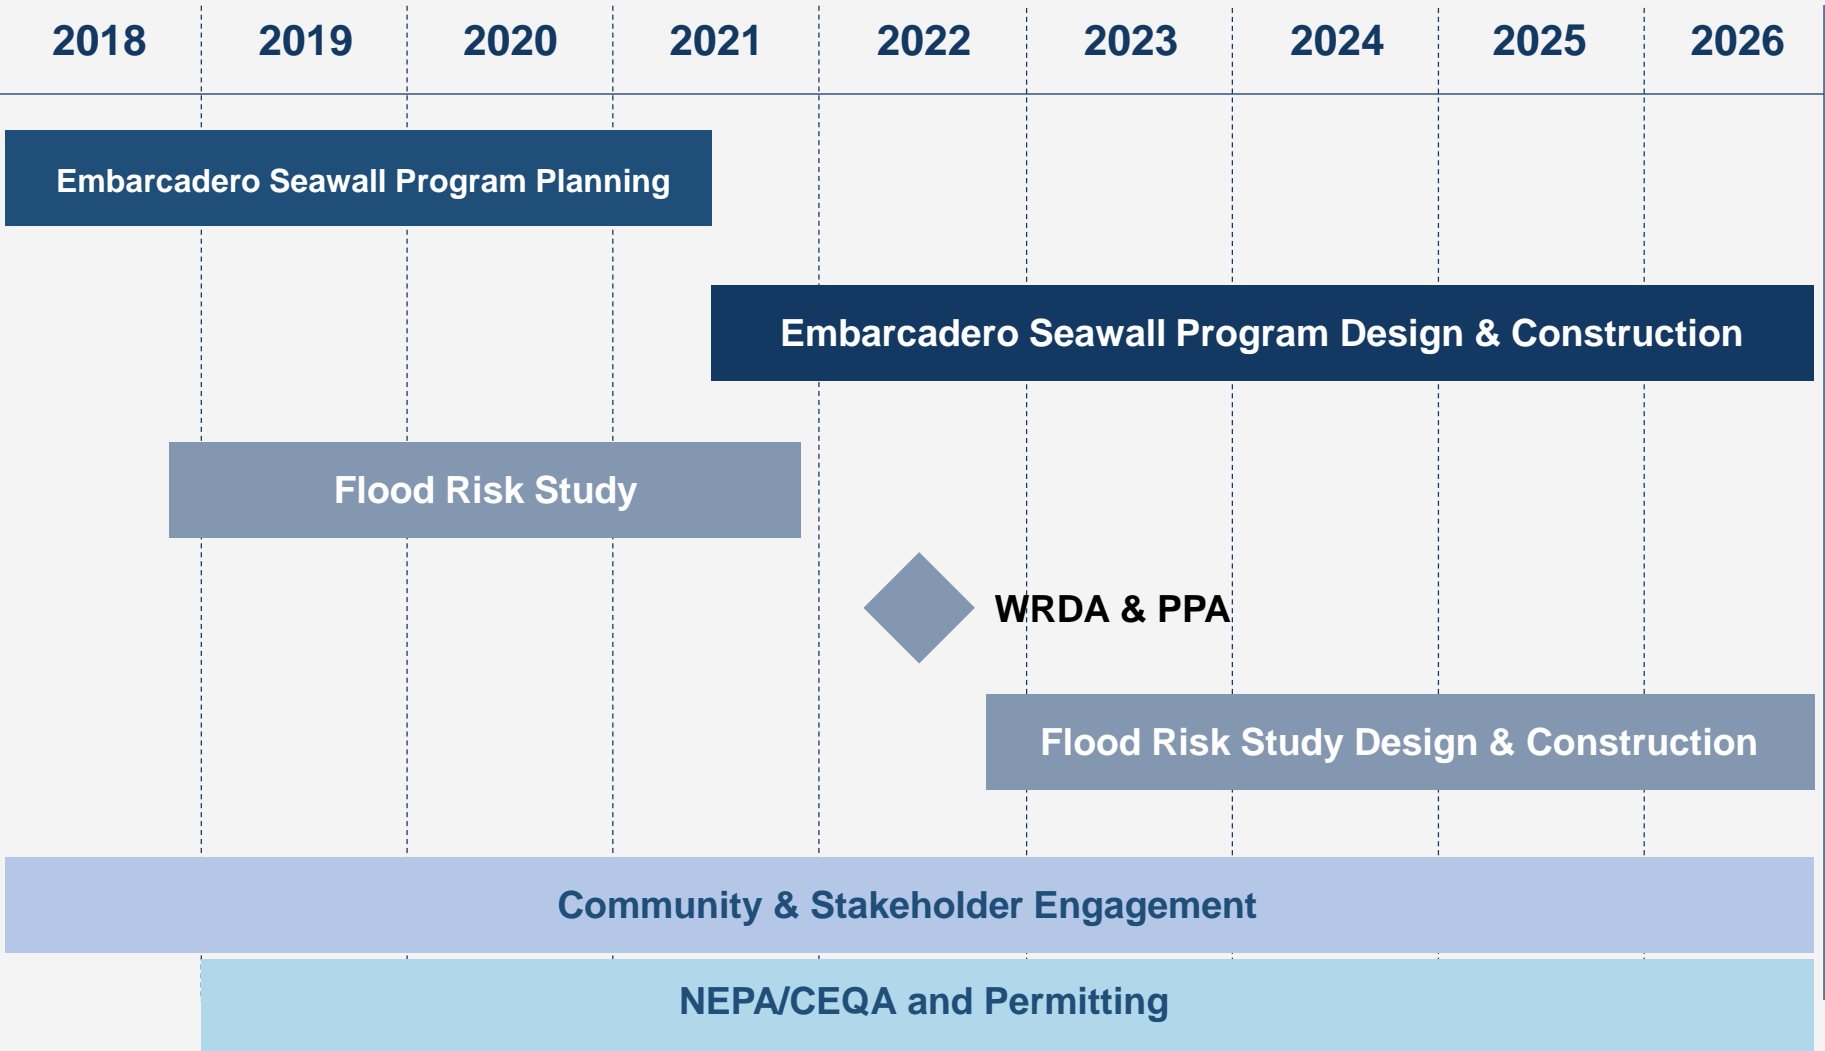 2018 2019 2020 2021 2022 2023 2024 2025 2026
Embarcadero Seawall Program Planning
Embarcadero Seawall Program Design & Construction
Flood Risk Study
WRDA & PPA
Flood Risk Study Design & Construction
Community & Stakeholder Engagement
NEPA/CEQA and Permitting